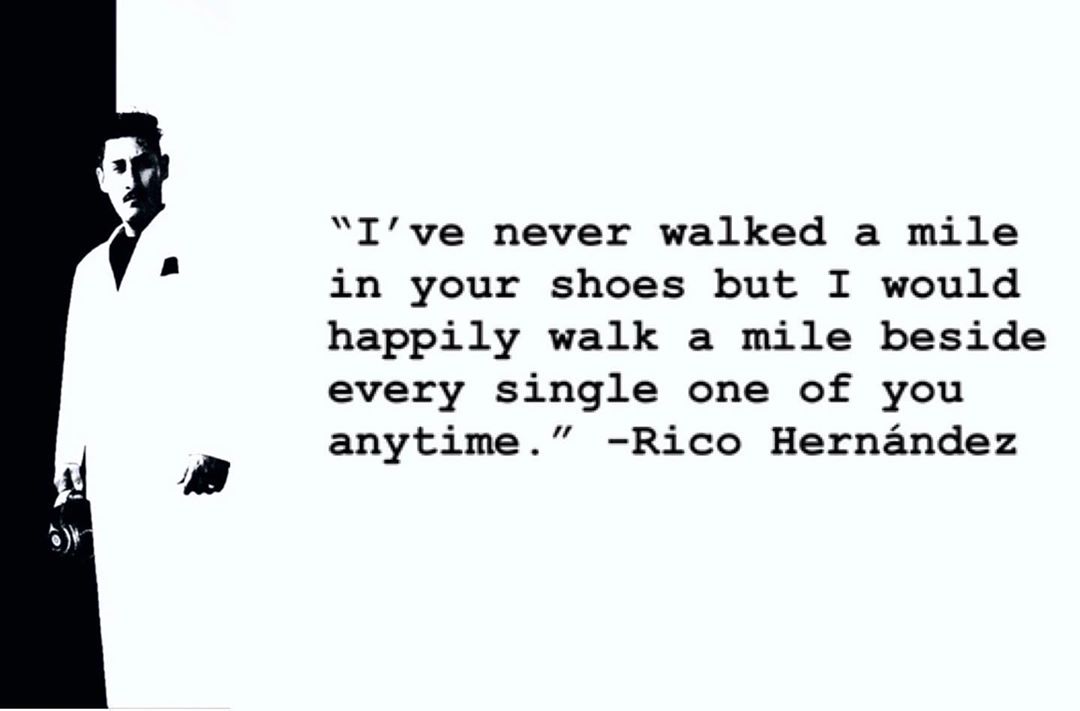 “I’ve never walked a mile
in your shoes but I would
happily walk a mile beside
every single one of you
anytime.” -Rico Hernández